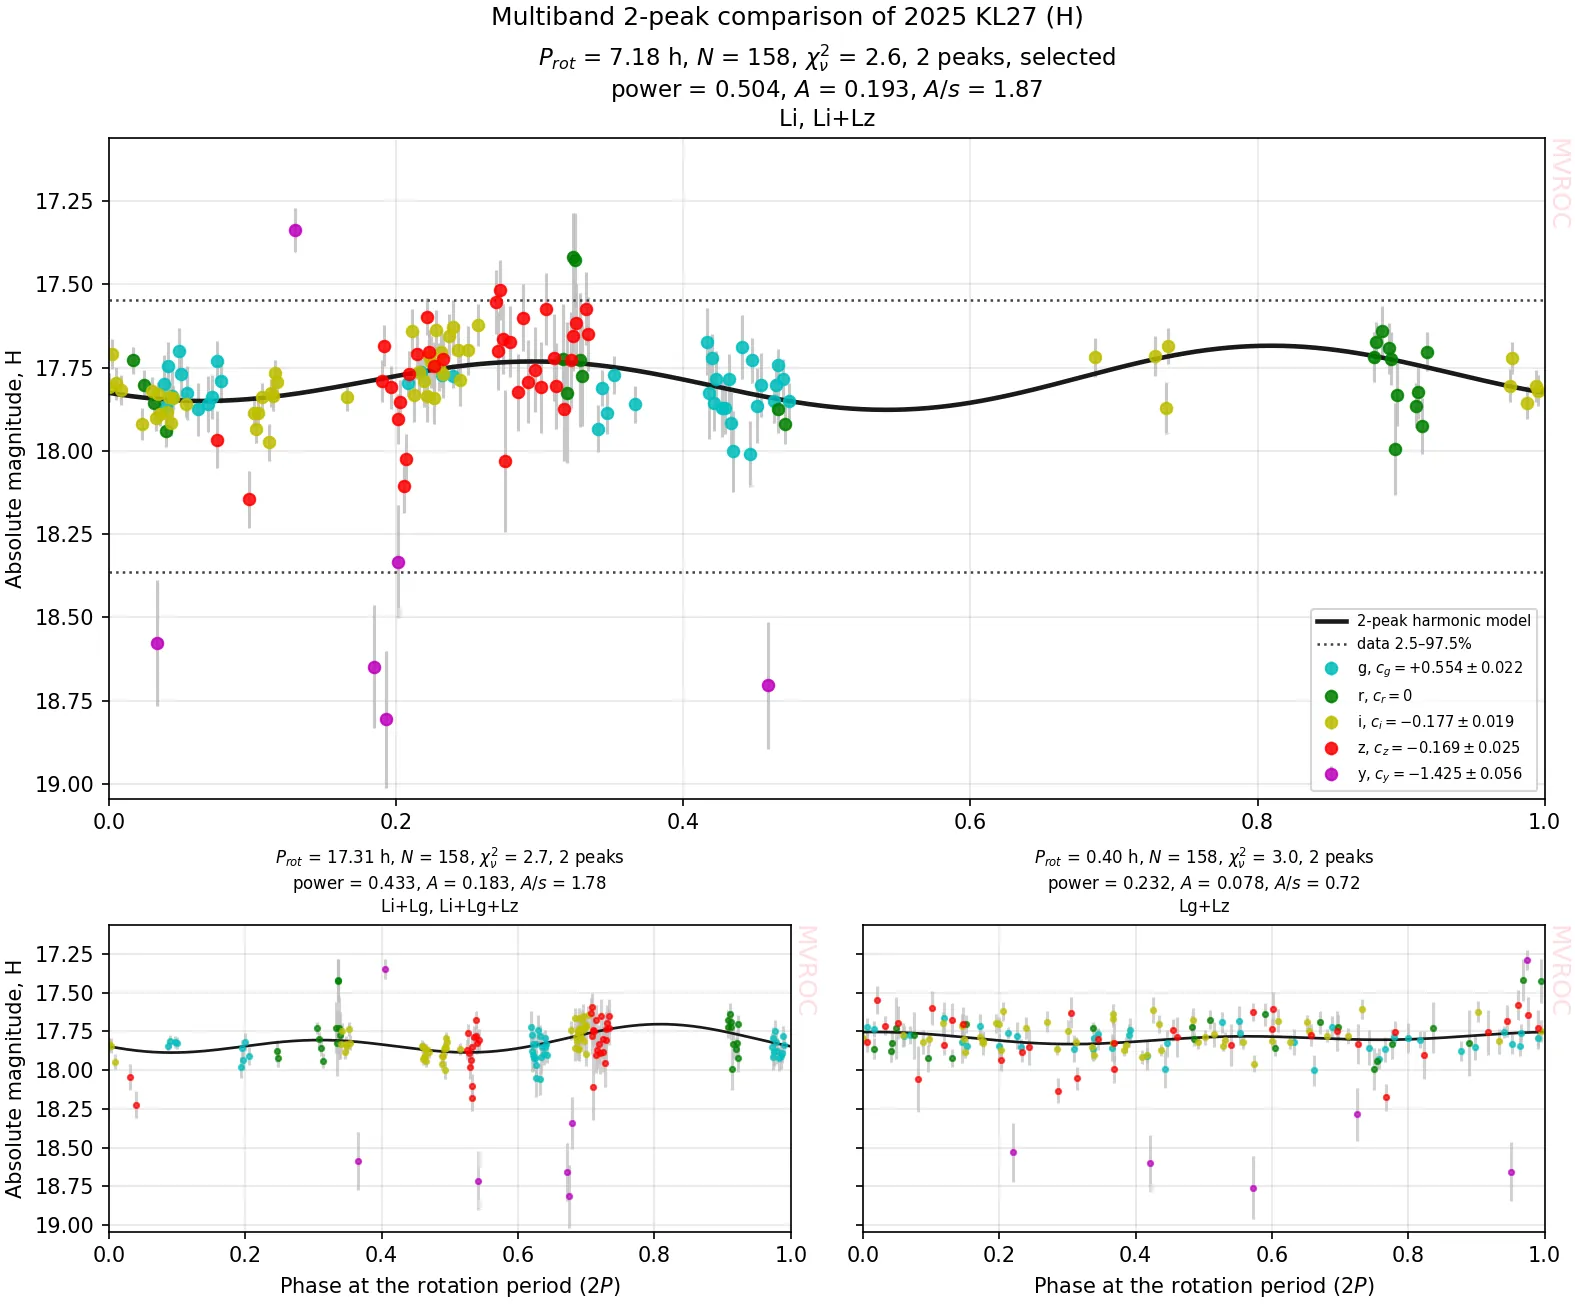 Multiband 2-peak comparison of 2025 KL27 (H)
P_rot = 7.18 h, N = 158, χ²_ν = 2.6, 2 peaks, selected
power = 0.504, A = 0.193, A/s = 1.87
Li, Li+Lz
MVROC
Absolute magnitude, H
17.25
17.50
17.75
18.00
18.25
18.50
18.75
19.00
0.0 0.2 0.4 0.6 0.8 1.0
2-peak harmonic model
data 2.5–97.5%
g, c_g = +0.554 ± 0.022
r, c_r = 0
i, c_i = −0.177 ± 0.019
z, c_z = −0.169 ± 0.025
y, c_y = −1.425 ± 0.056
P_rot = 17.31 h, N = 158, χ²_ν = 2.7, 2 peaks
power = 0.433, A = 0.183, A/s = 1.78
Li+Lg, Li+Lg+Lz
MVROC
Absolute magnitude, H
17.25
17.50
17.75
18.00
18.25
18.50
18.75
19.00
0.0 0.2 0.4 0.6 0.8 1.0
Phase at the rotation period (2P)
P_rot = 0.40 h, N = 158, χ²_ν = 3.0, 2 peaks
power = 0.232, A = 0.078, A/s = 0.72
Lg+Lz
MVROC
0.0 0.2 0.4 0.6 0.8 1.0
Phase at the rotation period (2P)